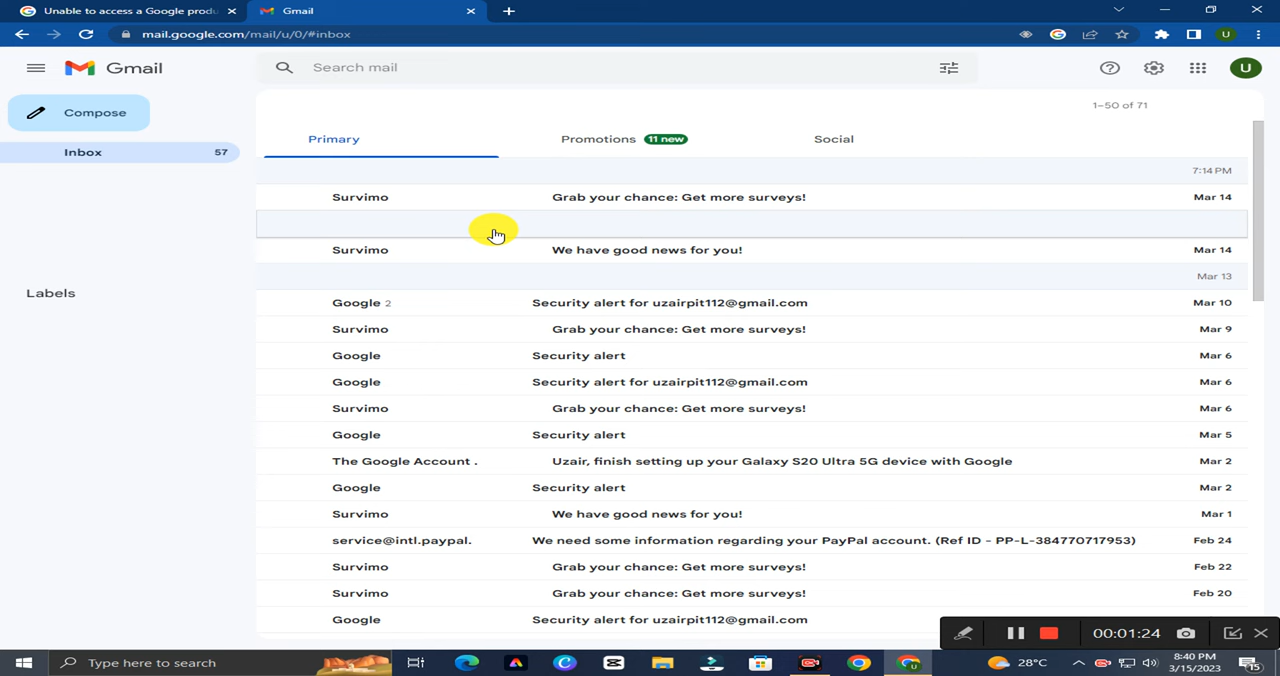 Unable to access a Google produ
Gmail
mail.google.com/mail/u/0/#inbox
U
Gmail
Search mail
U
Compose
1–50 of 71
Inbox 57
Primary
Promotions 11 new
Social
7:14 PM
Survimo Grab your chance: Get more surveys! Mar 14
Survimo We have good news for you! Mar 14
Mar 13
Labels
Google 2 Security alert for uzairpit112@gmail.com Mar 10
Survimo Grab your chance: Get more surveys! Mar 9
Google Security alert Mar 6
Google Security alert for uzairpit112@gmail.com Mar 6
Survimo Grab your chance: Get more surveys! Mar 6
Google Security alert Mar 5
The Google Account . Uzair, finish setting up your Galaxy S20 Ultra 5G device with Google Mar 2
Google Security alert Mar 2
Survimo We have good news for you! Mar 1
service@intl.paypal. We need some information regarding your PayPal account. (Ref ID - PP-L-384770717953) Feb 24
Survimo Grab your chance: Get more surveys! Feb 22
Survimo Grab your chance: Get more surveys! Feb 20
Google Security alert for uzairpit112@gmail.com
00:01:24
Type here to search
28°C
8:40 PM
3/15/2023
15